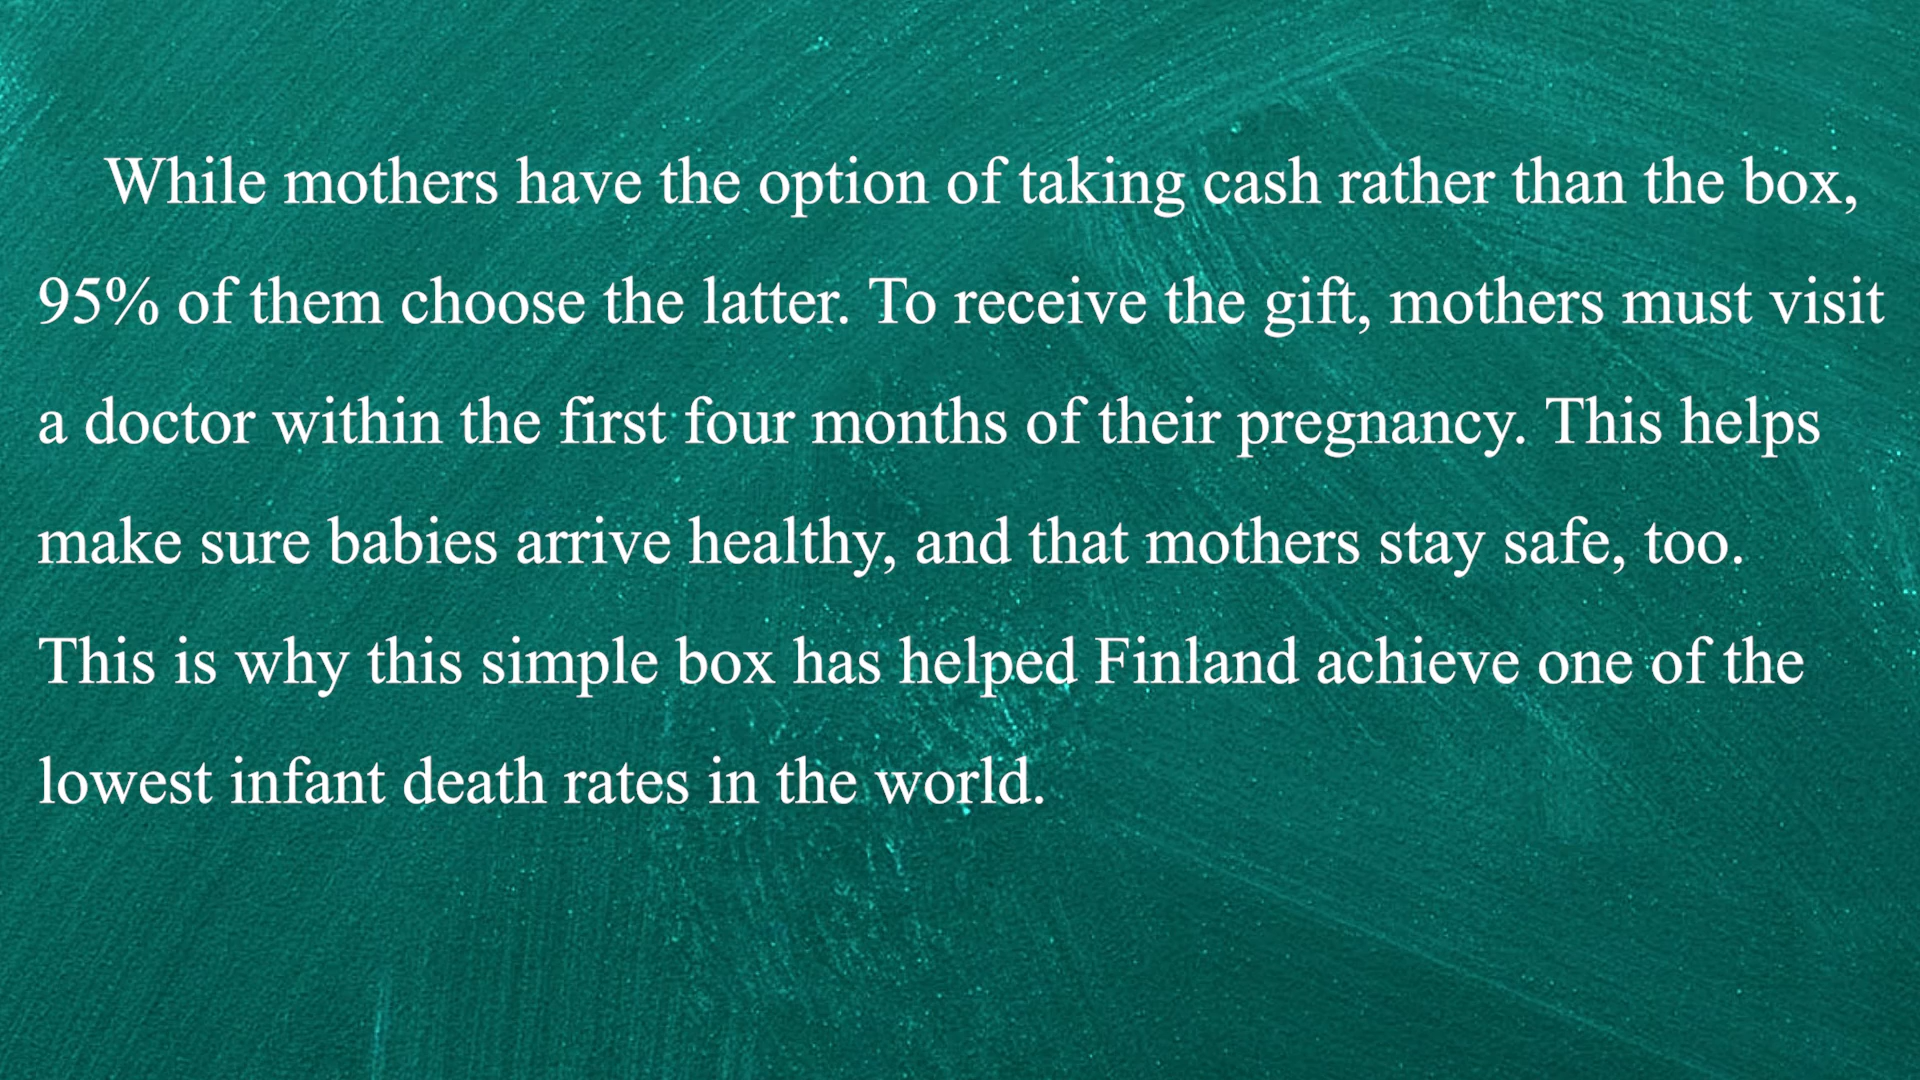 While mothers have the option of taking cash rather than the box,
95% of them choose the latter. To receive the gift, mothers must visit
a doctor within the first four months of their pregnancy. This helps
make sure babies arrive healthy, and that mothers stay safe, too.
This is why this simple box has helped Finland achieve one of the
lowest infant death rates in the world.